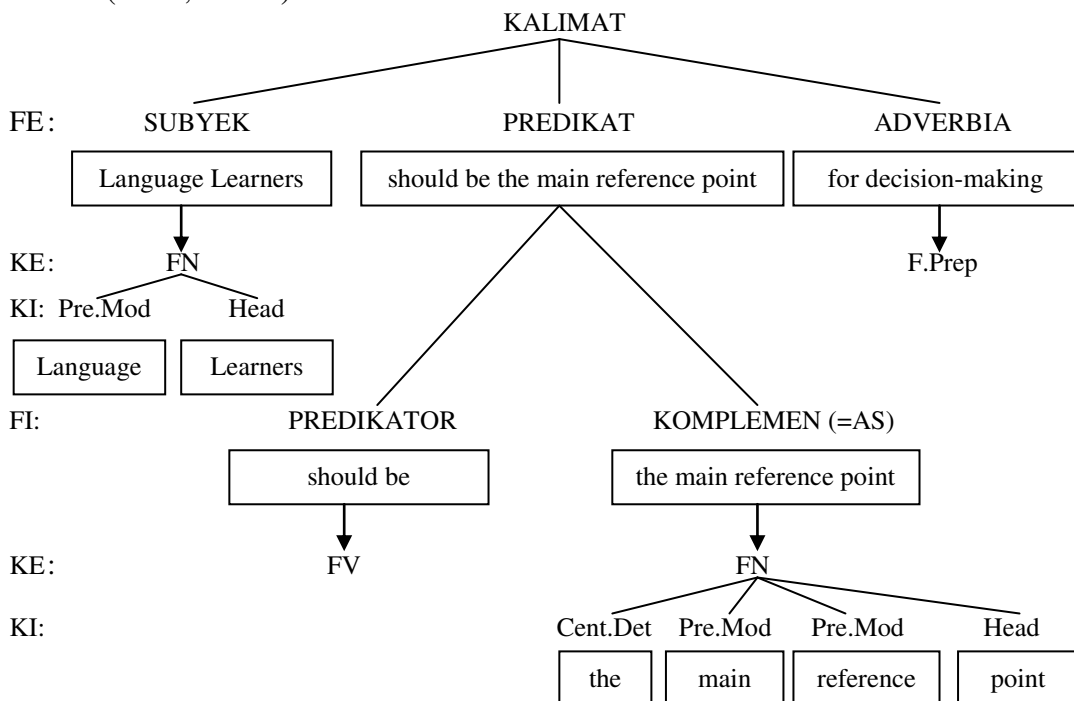 KALIMAT
FE: SUBYEK PREDIKAT ADVERBIA
Language Learners should be the main reference point for decision-making
KE: FN F.Prep
KI: Pre.Mod Head
Language Learners
FI: PREDIKATOR KOMPLEMEN (=AS)
should be the main reference point
KE: FV FN
KI: Cent.Det Pre.Mod Pre.Mod Head
the main reference point